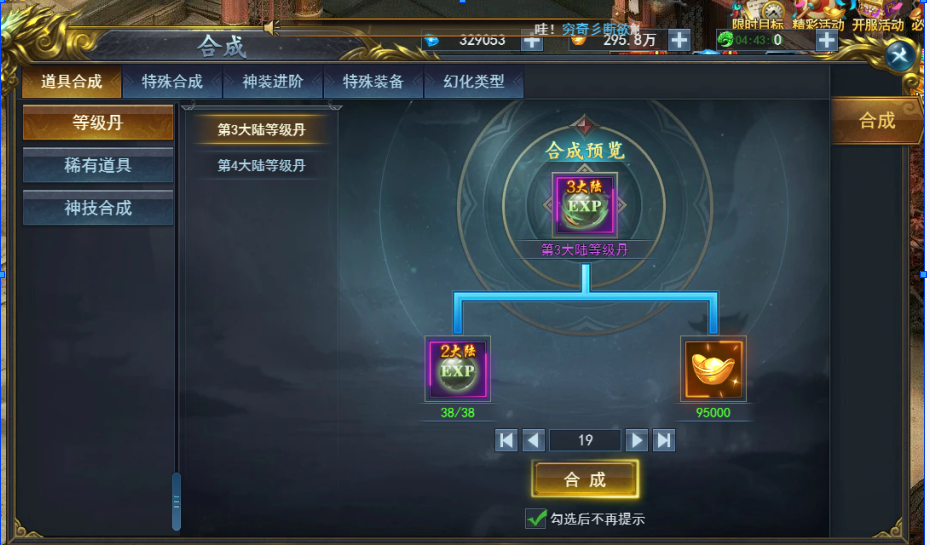 限时目标 精彩活动 开服活动 必
哇！穷奇彡断欲
合成
329053
295.8万
04:43:
0
道具合成
特殊合成
神装进阶
特殊装备
幻化类型
等级丹
稀有道具
神技合成
第3大陆等级丹
第4大陆等级丹
合成
合成预览
3大陆
EXP
第3大陆等级丹
2大陆
EXP
38/38
95000
19
合成
勾选后不再提示